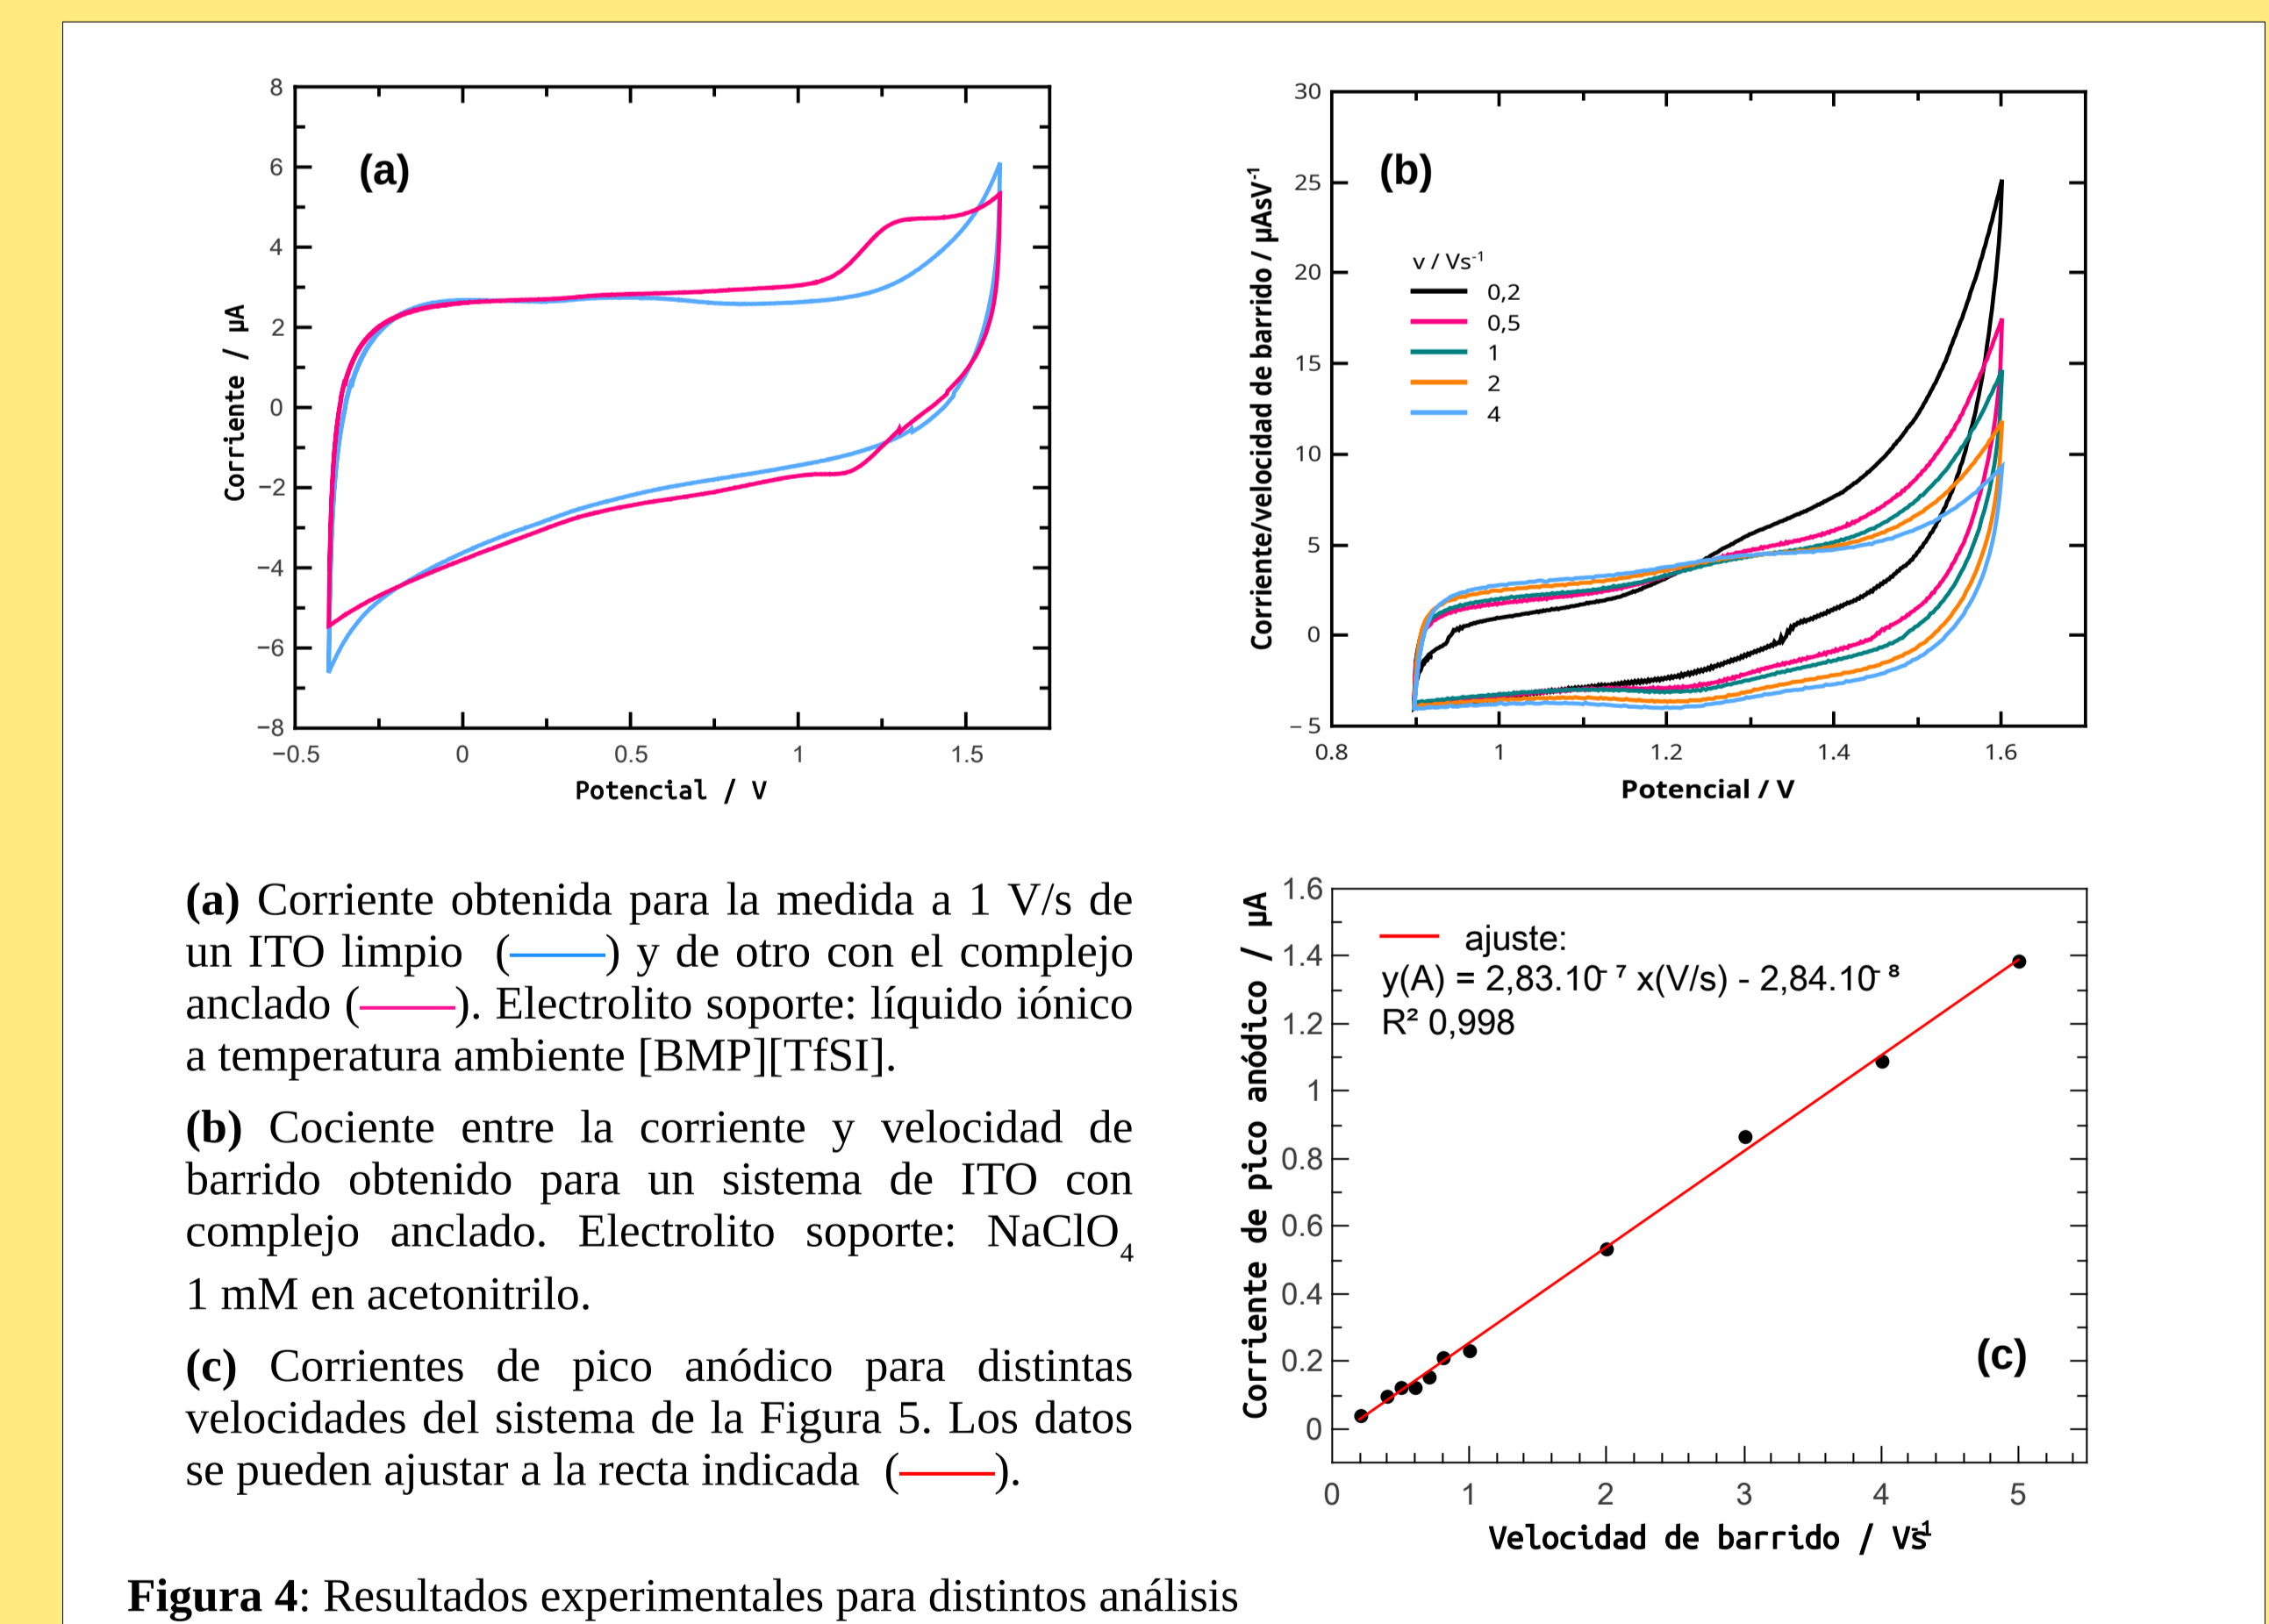 8
6
4
2
0
−2
−4
−6
−8
−0.5 0 0.5 1 1.5
(a)
Corriente / µA
Potencial / V
30
25
20
15
10
5
0
−5
0.8 1 1.2 1.4 1.6
(b)
Corriente/velocidad de barrido / µAsV⁻¹
v / Vs⁻¹
0,2
0,5
1
2
4
Potencial / V
(a) Corriente obtenida para la medida a 1 V/s de
un ITO limpio () y de otro con el complejo
anclado (). Electrolito soporte: líquido iónico
a temperatura ambiente [BMP][TfSI].
(b) Cociente entre la corriente y velocidad de
barrido obtenido para un sistema de ITO con
complejo anclado. Electrolito soporte: NaClO₄
1 mM en acetonitrilo.
(c) Corrientes de pico anódico para distintas
velocidades del sistema de la Figura 5. Los datos
se pueden ajustar a la recta indicada ().
1.6
1.4
1.2
1
0.8
0.6
0.4
0.2
0
0 1 2 3 4 5
Corriente de pico anódico / µA
ajuste:
y(A) = 2,83.10⁻⁷ x(V/s) - 2,84.10⁻⁸
R² 0,998
(c)
Velocidad de barrido / Vs⁻¹
Figura 4: Resultados experimentales para distintos análisis